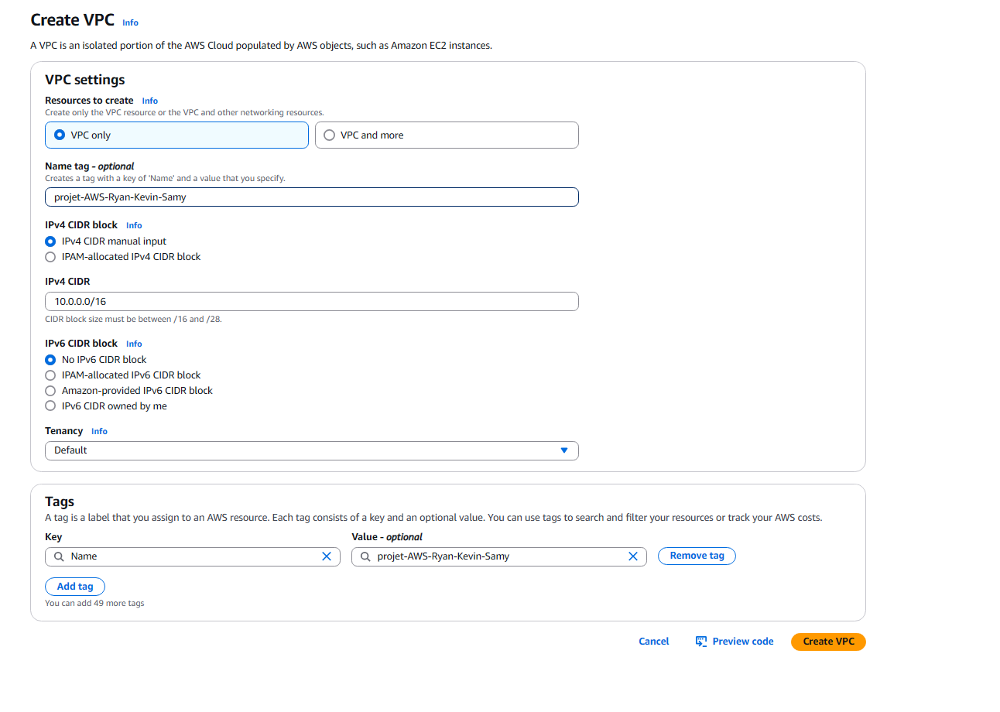 Create VPC Info
A VPC is an isolated portion of the AWS Cloud populated by AWS objects, such as Amazon EC2 instances.
VPC settings
Resources to create Info
Create only the VPC resource or the VPC and other networking resources.
VPC only
VPC and more
Name tag - optional
Creates a tag with a key of 'Name' and a value that you specify.
projet-AWS-Ryan-Kevin-Samy
IPv4 CIDR block Info
IPv4 CIDR manual input
IPAM-allocated IPv4 CIDR block
IPv4 CIDR
10.0.0.0/16
CIDR block size must be between /16 and /28.
IPv6 CIDR block Info
No IPv6 CIDR block
IPAM-allocated IPv6 CIDR block
Amazon-provided IPv6 CIDR block
IPv6 CIDR owned by me
Tenancy Info
Default
Tags
A tag is a label that you assign to an AWS resource. Each tag consists of a key and an optional value. You can use tags to search and filter your resources or track your AWS costs.
Key Value - optional
Name projet-AWS-Ryan-Kevin-Samy Remove tag
Add tag
You can add 49 more tags
Cancel Preview code Create VPC